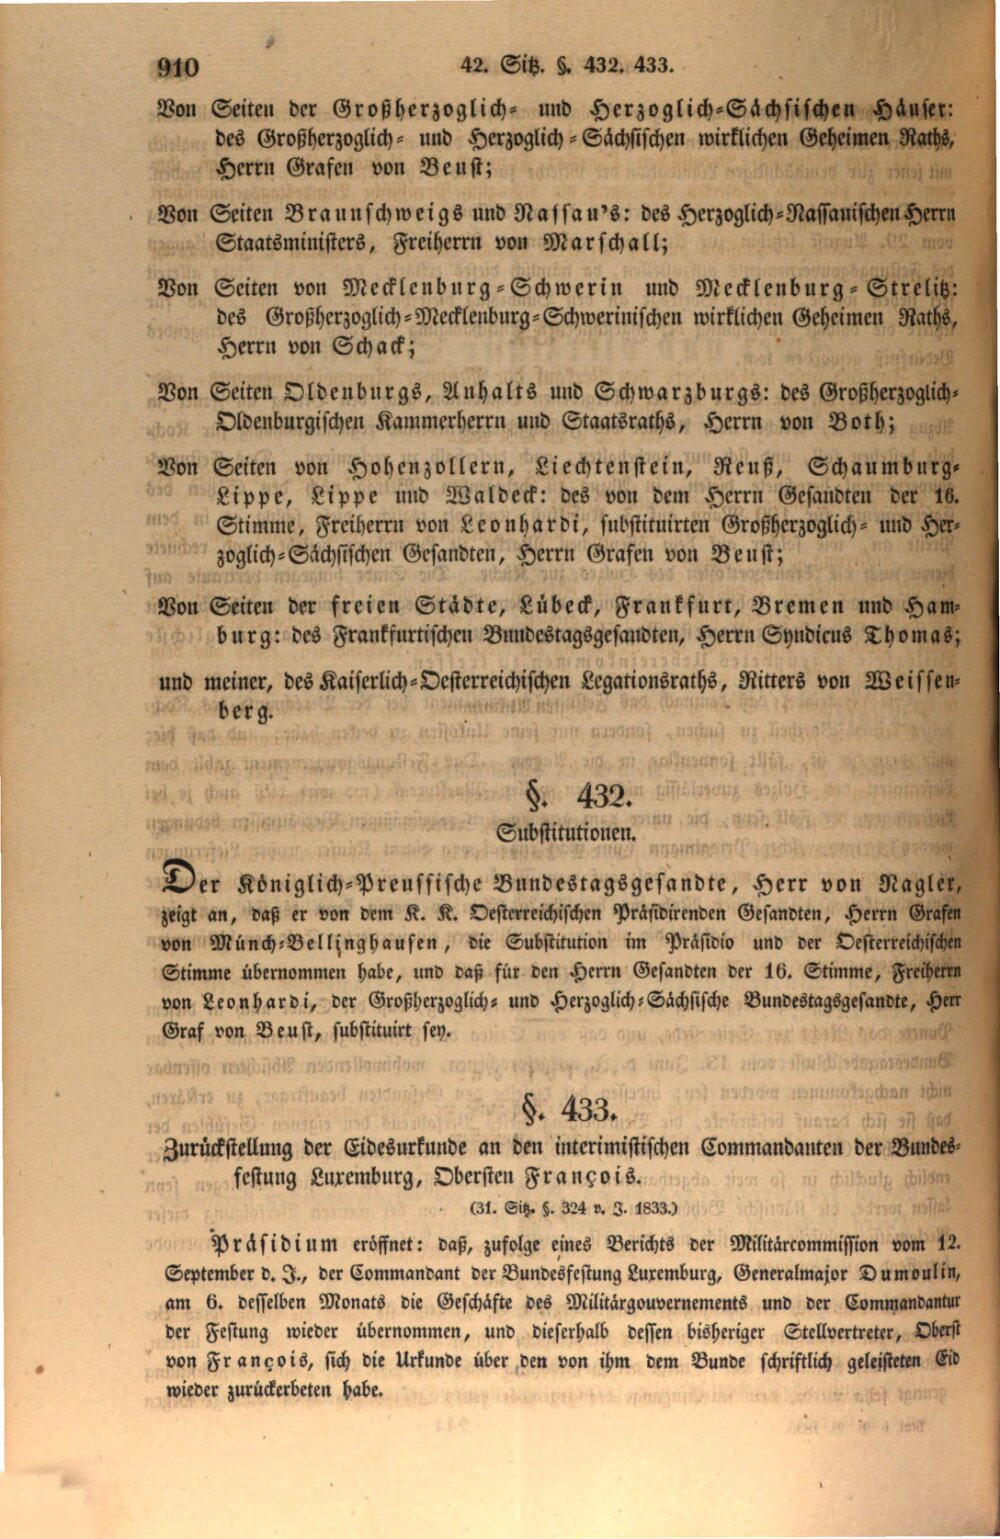 910
42. Sitz. §. 432. 433.
Von Seiten der Großherzoglich- und Herzoglich-Sächsischen Häuser:
des Großherzoglich- und Herzoglich-Sächsischen wirklichen Geheimen Raths,
Herrn Grafen von Beust;
Von Seiten Braunschweigs und Nassau's: des Herzoglich-Nassauischen Herrn
Staatsministers, Freiherrn von Marschall;
Von Seiten von Mecklenburg-Schwerin und Mecklenburg-Strelitz:
des Großherzoglich-Mecklenburg-Schwerinischen wirklichen Geheimen Raths,
Herrn von Schack;
Von Seiten Oldenburgs, Anhalts und Schwarzburgs: des Großherzoglich-
Oldenburgischen Kammerherrn und Staatsraths, Herrn von Both;
Von Seiten von Hohenzollern, Liechtenstein, Reuß, Schaumburg-
Lippe, Lippe und Waldeck: des von dem Herrn Gesandten der 16.
Stimme, Freiherrn von Leonhardi, substituirten Großherzoglich- und Her-
zoglich-Sächsischen Gesandten, Herrn Grafen von Beust;
Von Seiten der freien Städte, Lübeck, Frankfurt, Bremen und Ham-
burg: des Frankfurtischen Bundestagsgesandten, Herrn Syndicus Thomas;
und meiner, des Kaiserlich-Oesterreichischen Legationsraths, Ritters von Weissen-
berg.
§. 432.
Substitutionen.
Der Königlich-Preussische Bundestagsgesandte, Herr von Nagler,
zeigt an, daß er von dem K. K. Oesterreichischen Präsidirenden Gesandten, Herrn Grafen
von Münch-Bellinghausen, die Substitution im Präsidio und der Oesterreichischen
Stimme übernommen habe, und daß für den Herrn Gesandten der 16. Stimme, Freiherrn
von Leonhardi, der Großherzoglich- und Herzoglich-Sächsische Bundestagsgesandte, Herr
Graf von Beust, substituirt sey.
§. 433.
Zurückstellung der Eidesurkunde an den interimistischen Commandanten der Bundes-
festung Luxemburg, Obersten François.
(31. Sitz. §. 324 v. J. 1833.)
Präsidium eröffnet: daß, zufolge eines Berichts der Militärcommission vom 12.
September d. J., der Commandant der Bundesfestung Luxemburg, Generalmajor Dumoulin,
am 6. desselben Monats die Geschäfte des Militärgouvernements und der Commandantur
der Festung wieder übernommen, und dieserhalb dessen bisheriger Stellvertreter, Oberst
von François, sich die Urkunde über den von ihm dem Bunde schriftlich geleisteten Eid
wieder zurückerbeten habe.